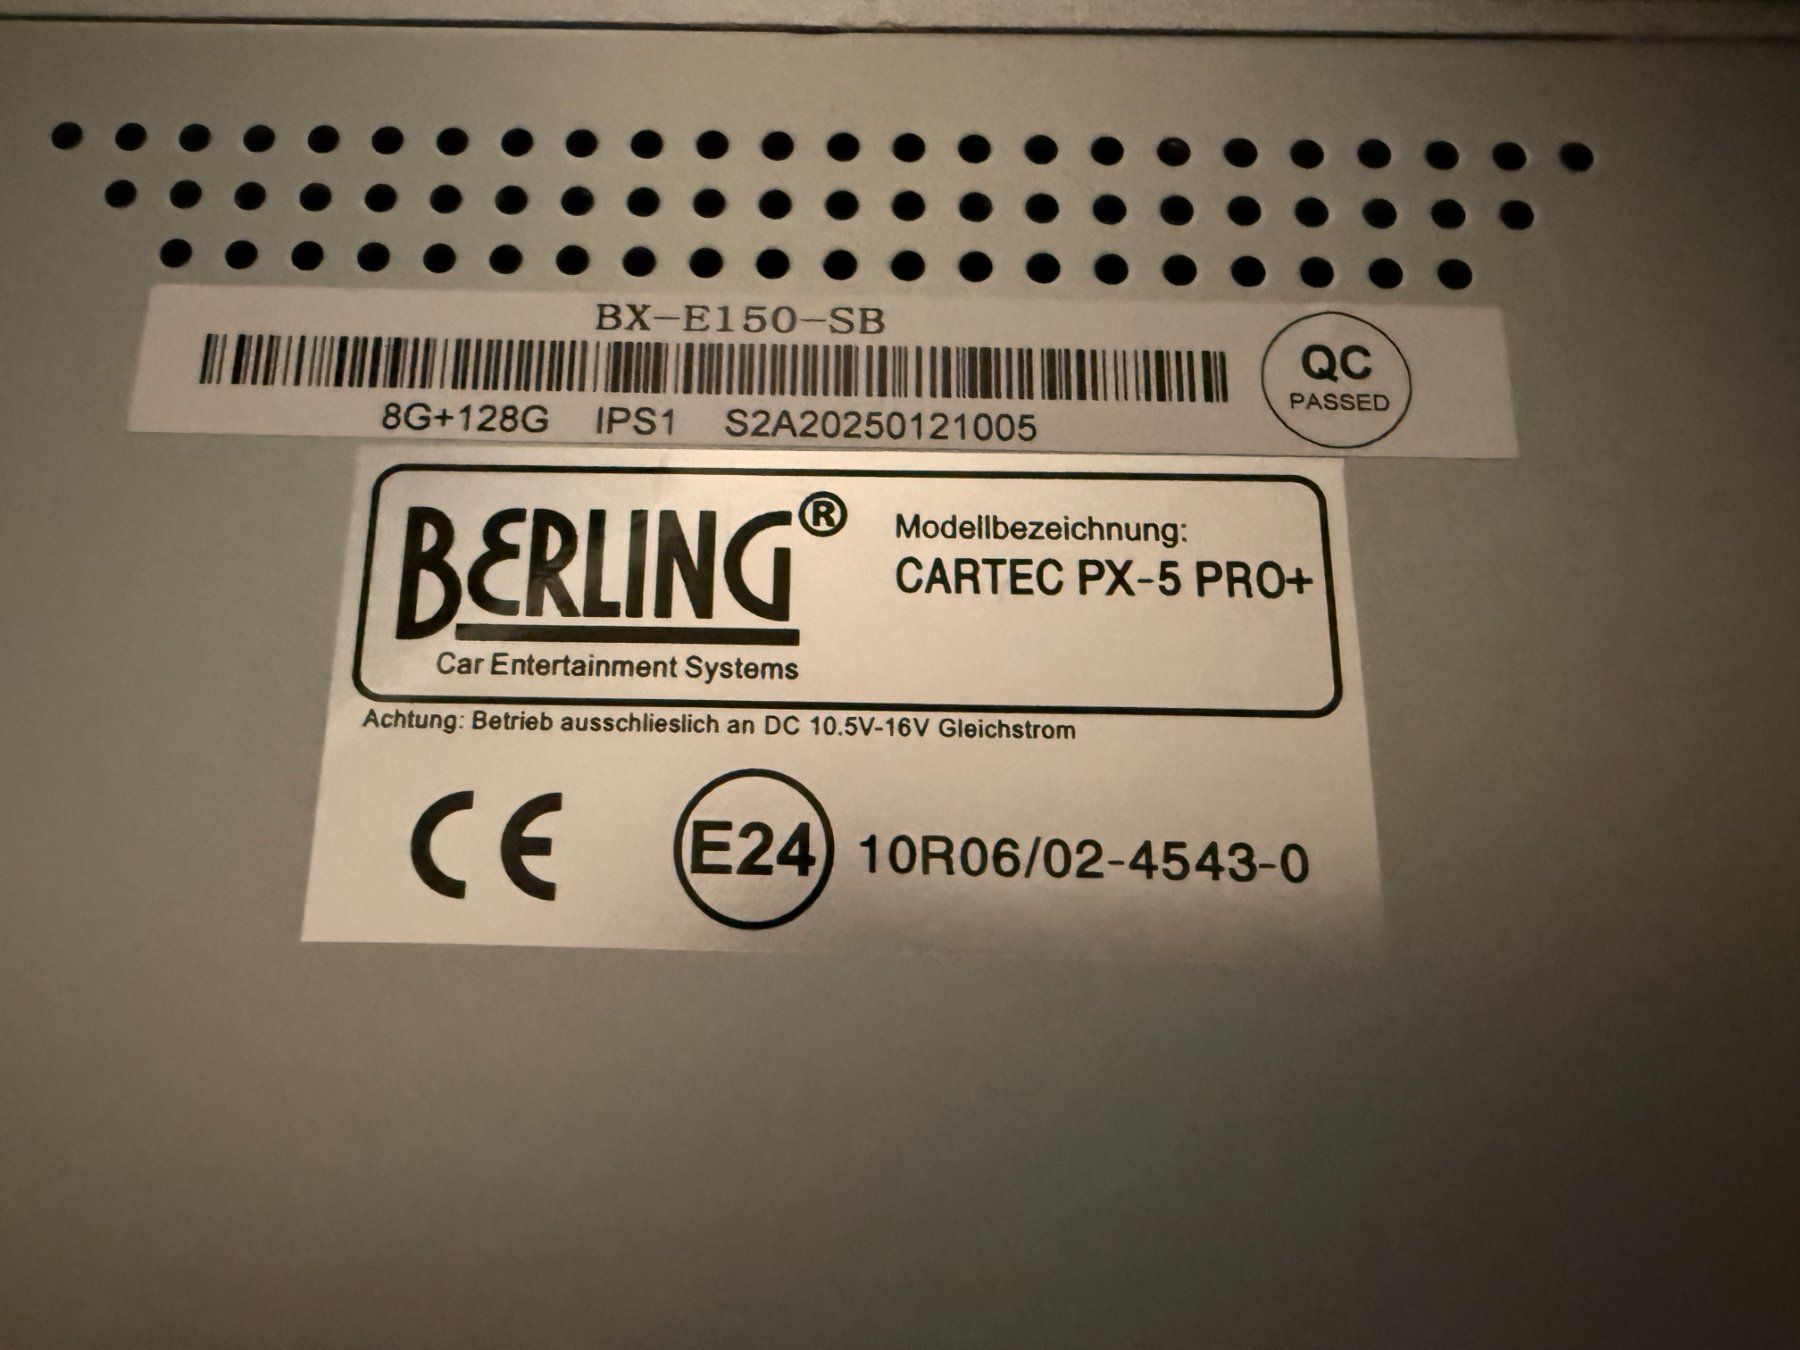 BX-E150-SB
8G+128G IPS1 S2A20250121005
QC
PASSED
BERLING®
Car Entertainment Systems
Modellbezeichnung:
CARTEC PX-5 PRO+
Achtung: Betrieb ausschlieslich an DC 10.5V-16V Gleichstrom
CE
E24
10R06/02-4543-0